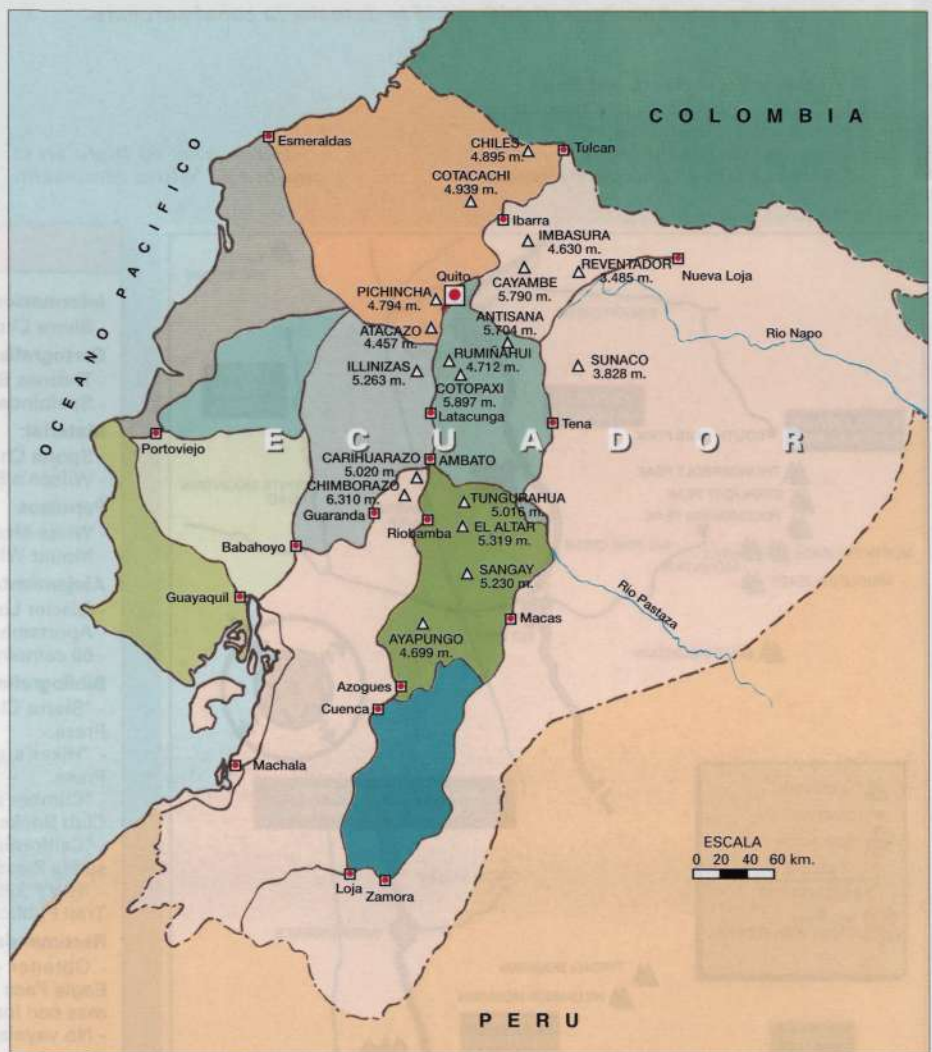 COLOMBIA
OCEANO PACIFICO
Esmeraldas
CHILES
4.895 m.
Tulcan
COTACACHI
4.939 m.
Ibarra
IMBASURA
4.630 m.
REVENTADOR
3.485 m.
Nueva Loja
CAYAMBE
5.790 m.
Quito
PICHINCHA
4.794 m.
ANTISANA
5.704 m.
ATACAZO
4.457 m.
Rio Napo
RUMIÑAHUI
4.712 m.
ILLINIZAS
5.263 m.
SUNACO
3.828 m.
COTOPAXI
5.897 m.
Latacunga
Tena
Portoviejo
ECUADOR
CARIHUARAZO
5.020 m.
AMBATO
CHIMBORAZO
6.310 m.
TUNGURAHUA
5.016 m.
Guaranda
Riobamba
EL ALTAR
5.319 m.
Babahoyo
SANGAY
5.230 m.
Guayaquil
Rio Pastaza
Macas
AYAPUNGO
4.699 m.
Azogues
Cuenca
Machala
ESCALA
0 20 40 60 km.
Loja
Zamora
PERU